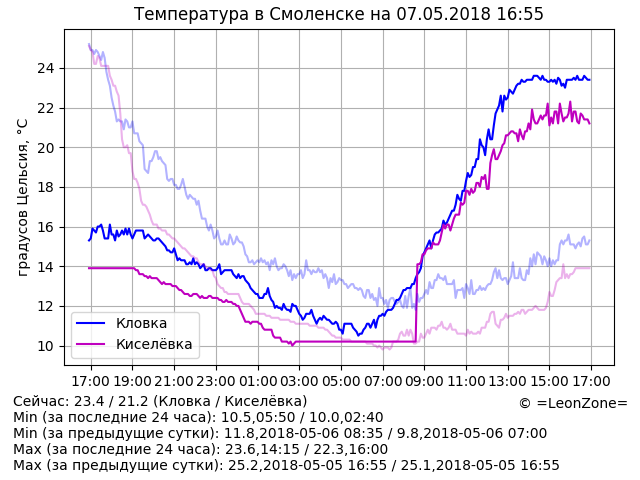 Температура в Смоленске на 07.05.2018 16:55
градусов Цельсия, °C
24
22
20
18
16
14
12
10
Кловка
Киселёвка
17:00 19:00 21:00 23:00 01:00 03:00 05:00 07:00 09:00 11:00 13:00 15:00 17:00
Сейчас: 23.4 / 21.2 (Кловка / Киселёвка)
© =LeonZone=
Min (за последние 24 часа): 10.5,05:50 / 10.0,02:40
Min (за предыдущие сутки): 11.8,2018-05-06 08:35 / 9.8,2018-05-06 07:00
Max (за последние 24 часа): 23.6,14:15 / 22.3,16:00
Max (за предыдущие сутки): 25.2,2018-05-05 16:55 / 25.1,2018-05-05 16:55